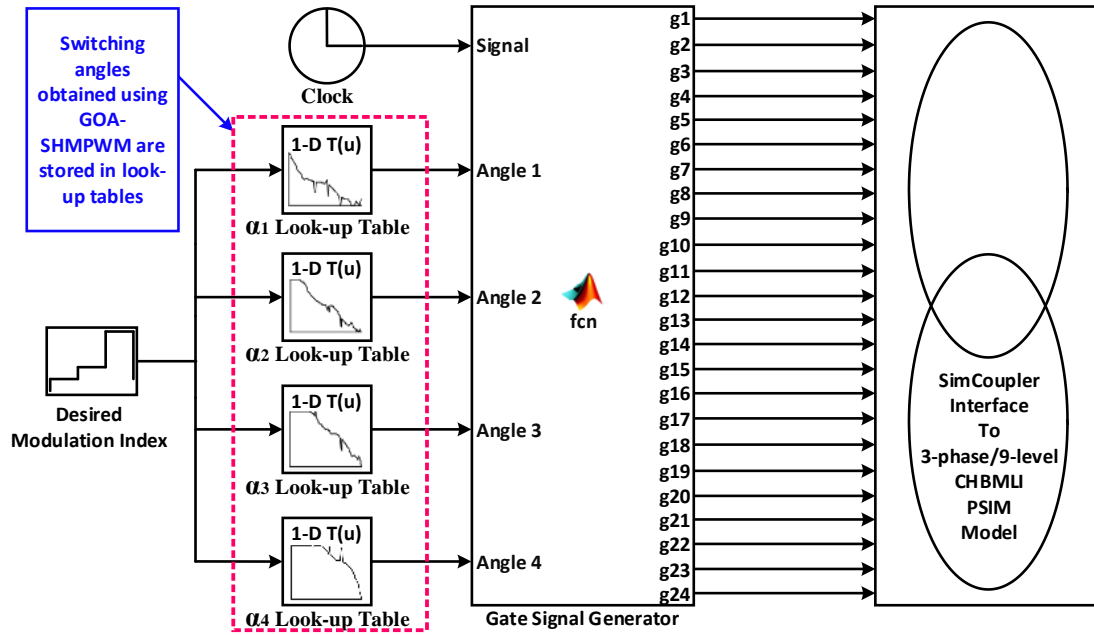 Switching
angles
obtained using
GOA-
SHMPWM are
stored in look-
up tables
Clock
1-D T(u)
α1 Look-up Table
1-D T(u)
α2 Look-up Table
1-D T(u)
α3 Look-up Table
1-D T(u)
α4 Look-up Table
Desired
Modulation Index
Signal
Angle 1
Angle 2
Angle 3
Angle 4
fcn
g1
g2
g3
g4
g5
g6
g7
g8
g9
g10
g11
g12
g13
g14
g15
g16
g17
g18
g19
g20
g21
g22
g23
g24
Gate Signal Generator
SimCoupler
Interface
To
3-phase/9-level
CHBMLI
PSIM
Model